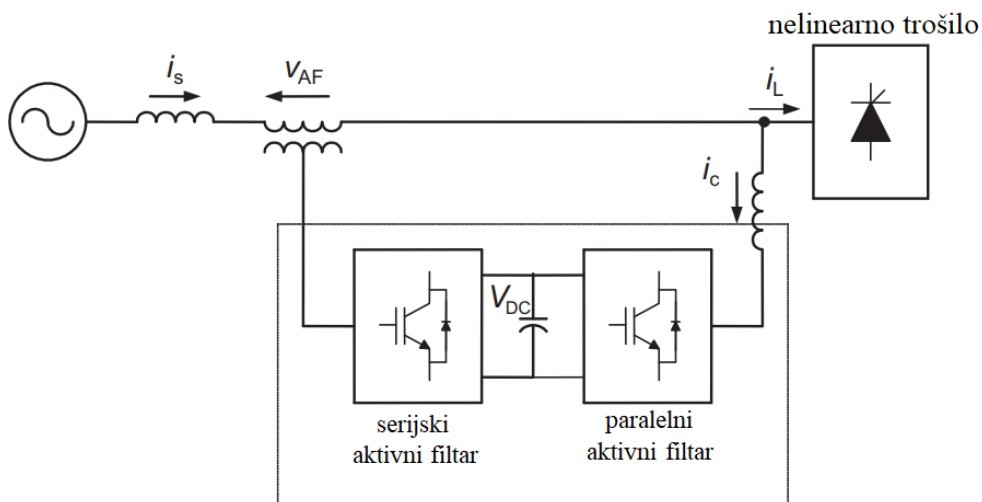 nelinearno trošilo
is
vAF
iL
ic
VDC
serijski
aktivni filtar
paralelni
aktivni filtar